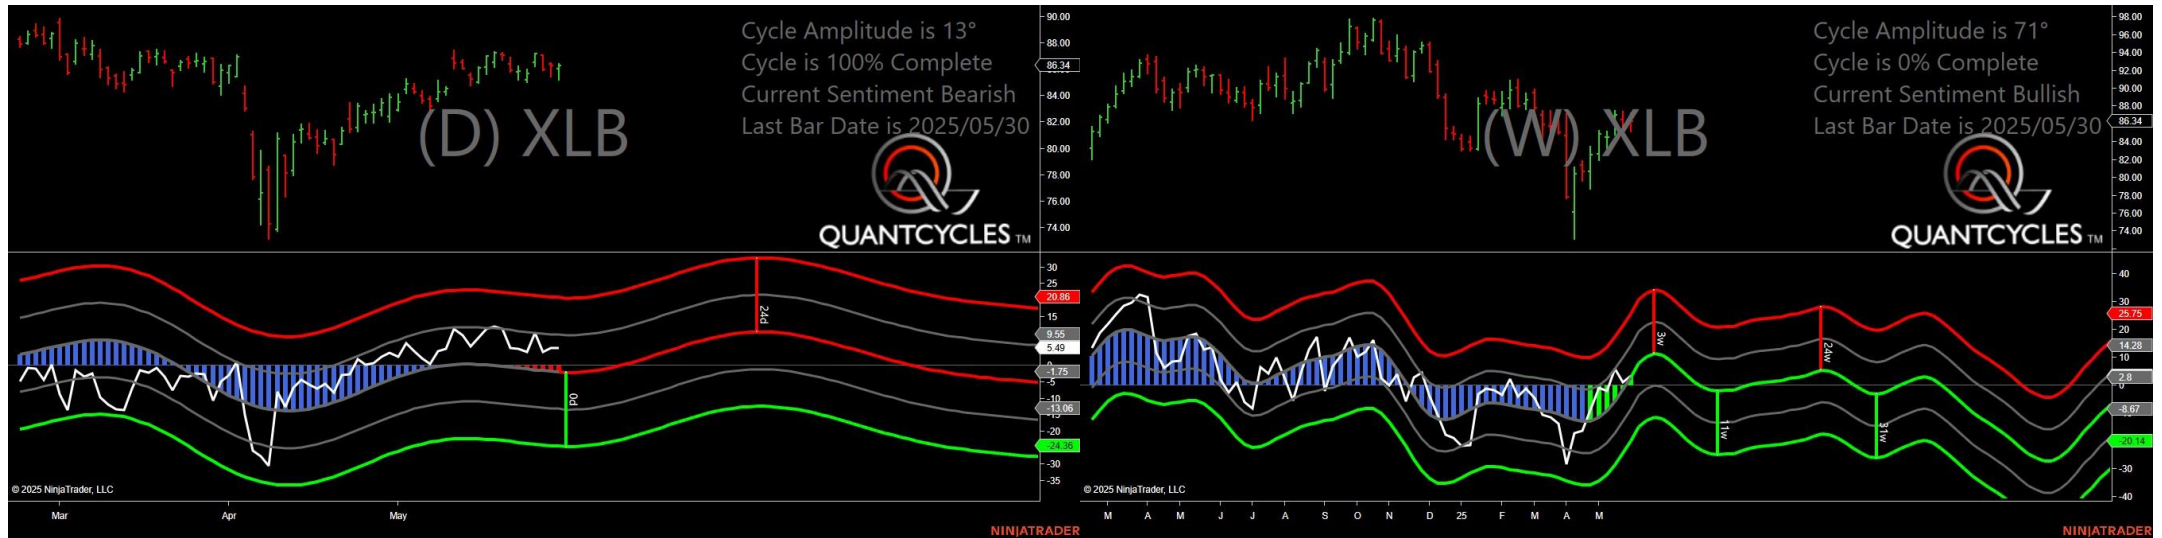 Cycle Amplitude is 13°
Cycle is 100% Complete
Current Sentiment Bearish
Last Bar Date is 2025/05/30
(D) XLB
QUANTCYCLES TM
90.00
88.00
86.34
84.00
82.00
80.00
78.00
76.00
74.00
30
25
20.86
15
9.55
5.49
0
-1.75
-5
-10
-13.06
-20
-24.36
-30
-35
24d
0d
© 2025 NinjaTrader, LLC
Mar
Apr
May
NINJATRADER
Cycle Amplitude is 71°
Cycle is 0% Complete
Current Sentiment Bullish
Last Bar Date is 2025/05/30
(W) XLB
QUANTCYCLES TM
98.00
96.00
94.00
92.00
90.00
88.00
86.34
84.00
82.00
80.00
78.00
76.00
74.00
40
30
25.75
20
14.28
10
2.8
0
-8.67
-20.14
-30
-40
3w
11w
24w
31w
© 2025 NinjaTrader, LLC
M A M J J A S O N D 25 F M A M
NINJATRADER